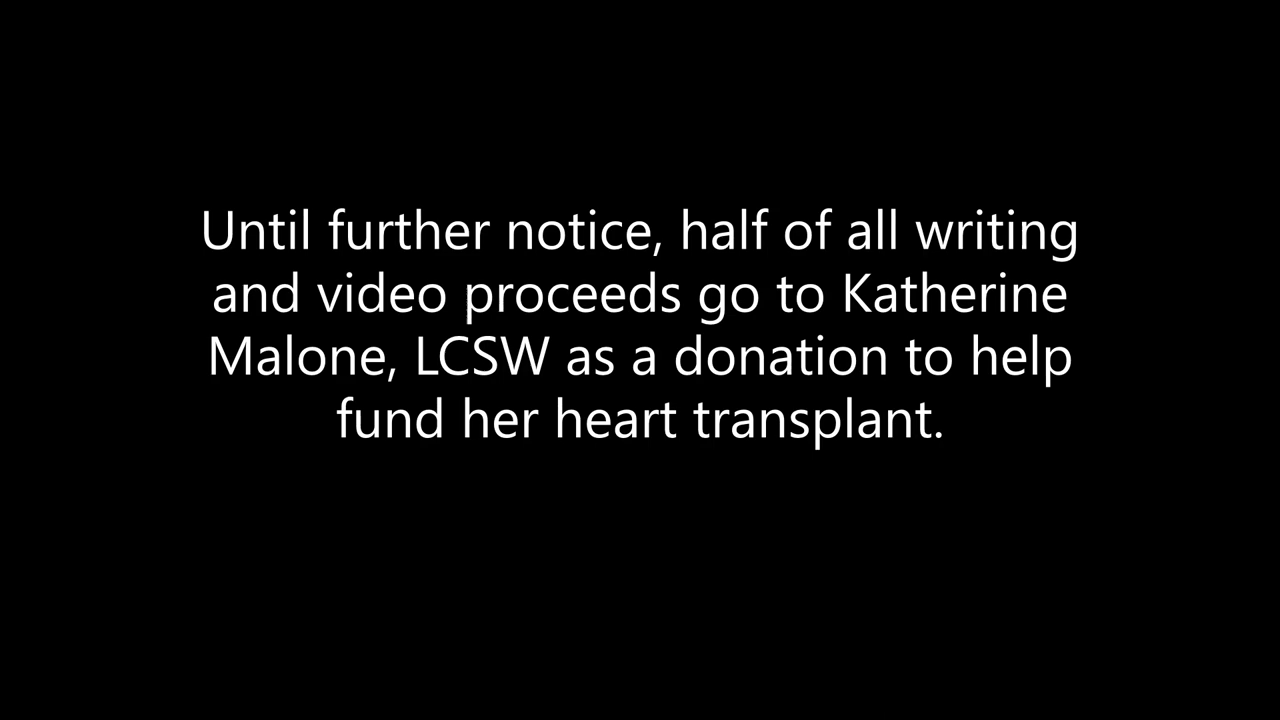 Until further notice, half of all writing
and video proceeds go to Katherine
Malone, LCSW as a donation to help
fund her heart transplant.